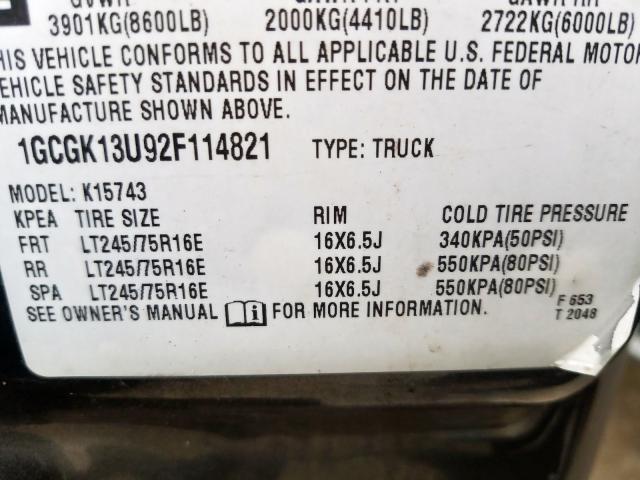 3901KG(8600LB) 2000KG(4410LB) 2722KG(6000LB)
THIS VEHICLE CONFORMS TO ALL APPLICABLE U.S. FEDERAL MOTOR
VEHICLE SAFETY STANDARDS IN EFFECT ON THE DATE OF
MANUFACTURE SHOWN ABOVE.
1GCGK13U92F114821 TYPE: TRUCK
MODEL: K15743
KPEA TIRE SIZE RIM COLD TIRE PRESSURE
FRT LT245/75R16E 16X6.5J 340KPA(50PSI)
RR LT245/75R16E 16X6.5J 550KPA(80PSI)
SPA LT245/75R16E 16X6.5J 550KPA(80PSI)
SEE OWNER'S MANUAL FOR MORE INFORMATION.
F 653
T 2048